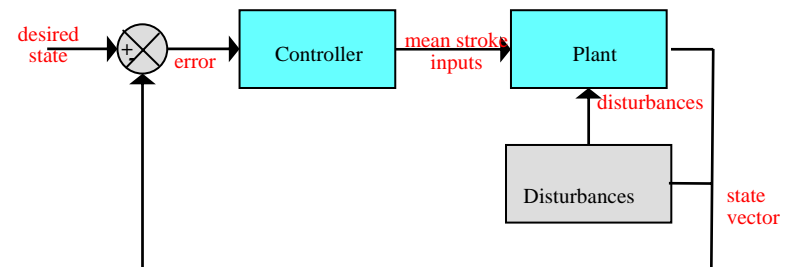 desired
state
+
-
error
Controller
mean stroke
inputs
Plant
disturbances
Disturbances
state
vector